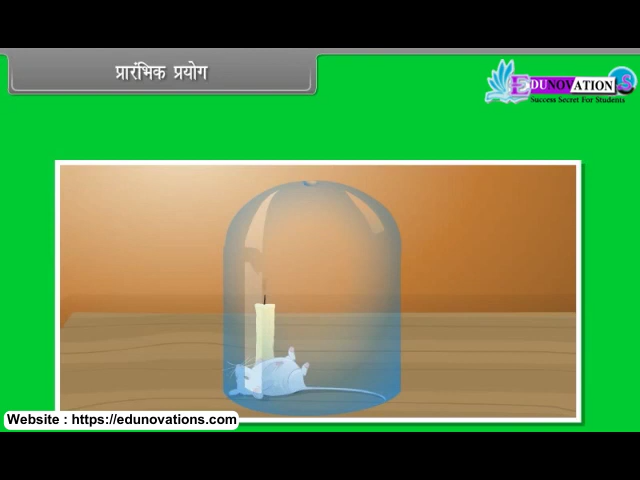 प्रारंभिक प्रयोग
EDUNOVATIONS
Success Secret For Students
Website : https://edunovations.com